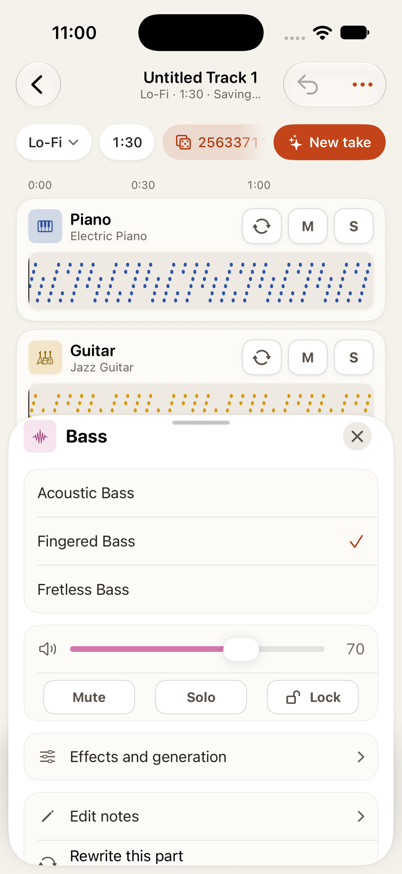 11:00
Untitled Track 1
Lo-Fi · 1:30 · Saving...
Lo-Fi
1:30
2563371
New take
0:00
0:30
1:00
Piano
Electric Piano
M
S
Guitar
Jazz Guitar
M
S
Bass
Acoustic Bass
Fingered Bass
Fretless Bass
70
Mute
Solo
Lock
Effects and generation
Edit notes
Rewrite this part